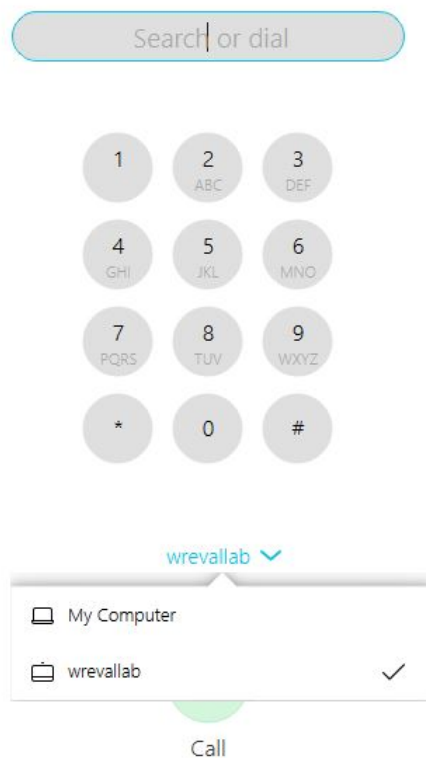 Search or dial
1 2 3
ABC DEF
4 5 6
GHI JKL MNO
7 8 9
PQRS TUV WXYZ
* 0 #
wrevallab
My Computer
wrevallab
Call